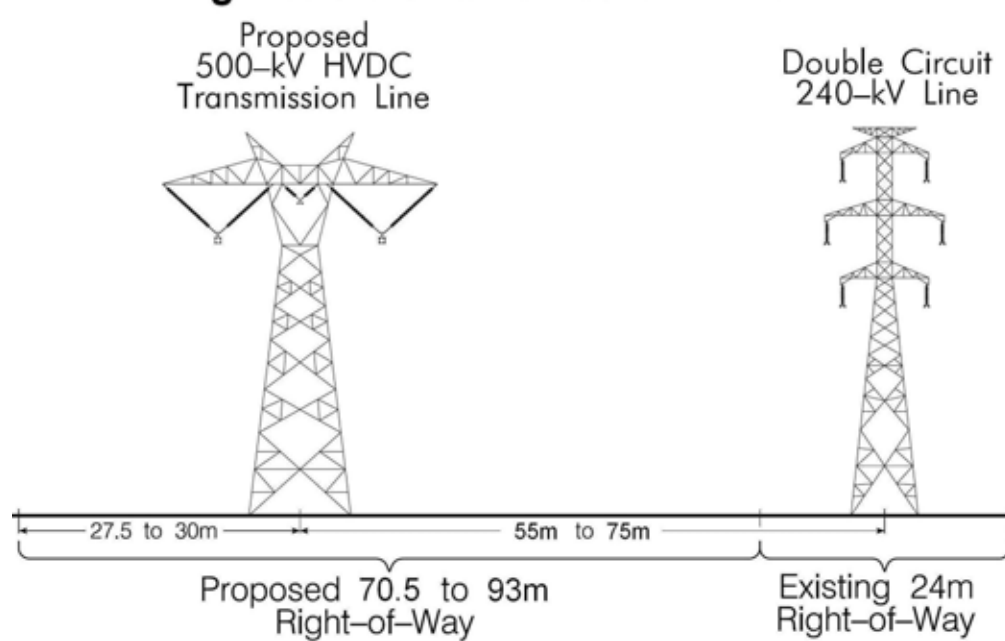 Proposed
500–kV HVDC
Transmission Line
Double Circuit
240–kV Line
27.5 to 30m
55m to 75m
Proposed 70.5 to 93m
Right–of–Way
Existing 24m
Right–of–Way